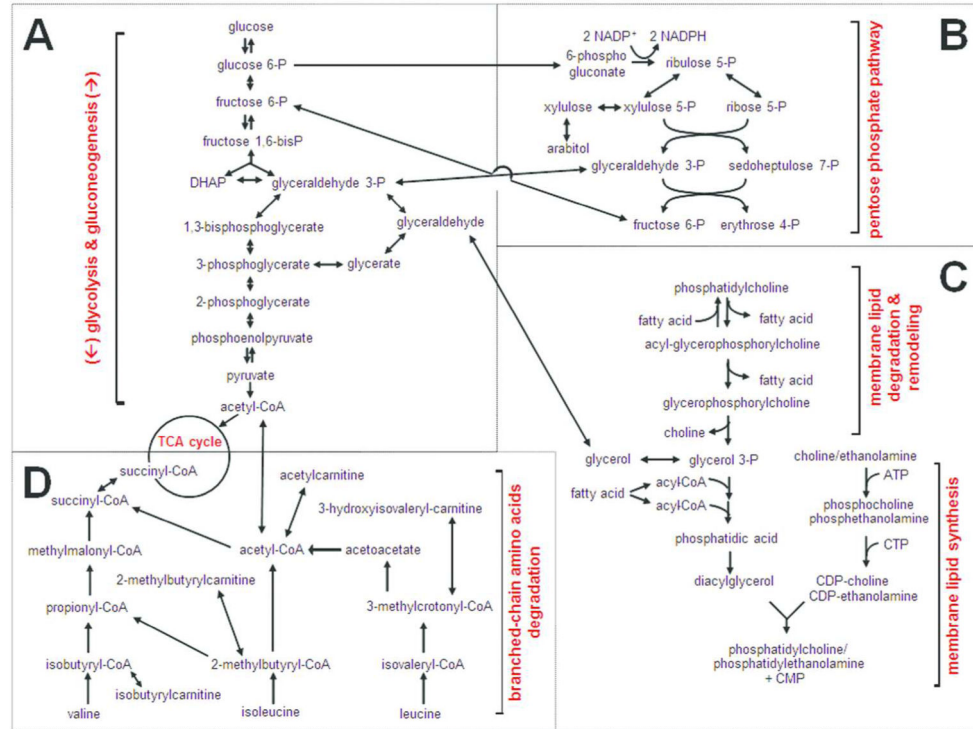 A
glucose
glucose 6-P
fructose 6-P
fructose 1,6-bisP
DHAP
glyceraldehyde 3-P
1,3-bisphosphoglycerate
glyceraldehyde
3-phosphoglycerate
glycerate
2-phosphoglycerate
phosphoenolpyruvate
pyruvate
acetyl-CoA
(←) glycolysis & gluconeogenesis (→)
TCA cycle
B
2 NADP⁺
2 NADPH
6-phospho
gluconate
ribulose 5-P
xylulose
xylulose 5-P
ribose 5-P
arabitol
glyceraldehyde 3-P
sedoheptulose 7-P
fructose 6-P
erythrose 4-P
pentose phosphate pathway
C
phosphatidylcholine
fatty acid
fatty acid
acyl-glycerophosphorylcholine
fatty acid
glycerophosphorylcholine
choline
glycerol
glycerol 3-P
fatty acid
acyl-CoA
acyl-CoA
phosphatidic acid
diacylglycerol
choline/ethanolamine
ATP
phosphocholine
phosphethanolamine
CTP
CDP-choline
CDP-ethanolamine
phosphatidylcholine/
phosphatidylethanolamine
+ CMP
membrane lipid
degradation &
remodeling
membrane lipid synthesis
D
succinyl-CoA
succinyl-CoA
acetylcarnitine
3-hydroxyisovaleryl-carnitine
methylmalonyl-CoA
acetyl-CoA
acetoacetate
2-methylbutyrylcarnitine
propionyl-CoA
3-methylcrotonyl-CoA
isobutyryl-CoA
2-methylbutyryl-CoA
isovaleryl-CoA
isobutyrylcarnitine
valine
isoleucine
leucine
branched-chain amino acids
degradation